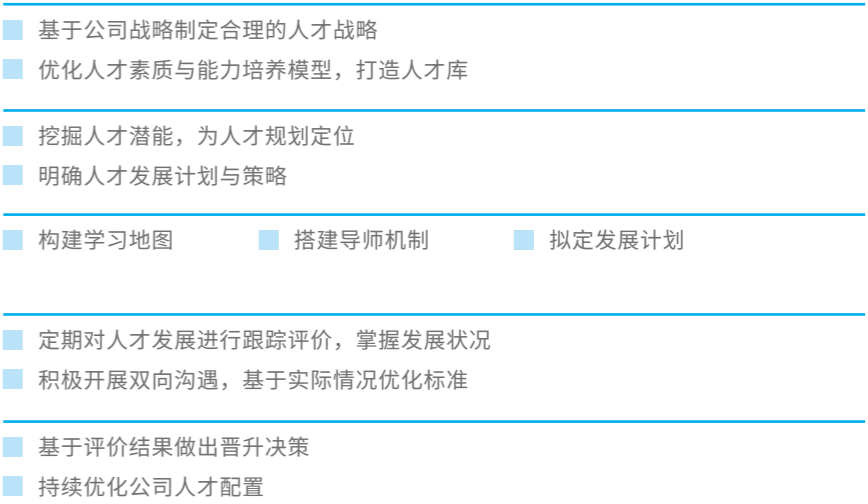 基于公司战略制定合理的人才战略
优化人才素质与能力培养模型，打造人才库
挖掘人才潜能，为人才规划定位
明确人才发展计划与策略
构建学习地图 搭建导师机制 拟定发展计划
定期对人才发展进行跟踪评价，掌握发展状况
积极开展双向沟遇，基于实际情况优化标准
基于评价结果做出晋升决策
持续优化公司人才配置